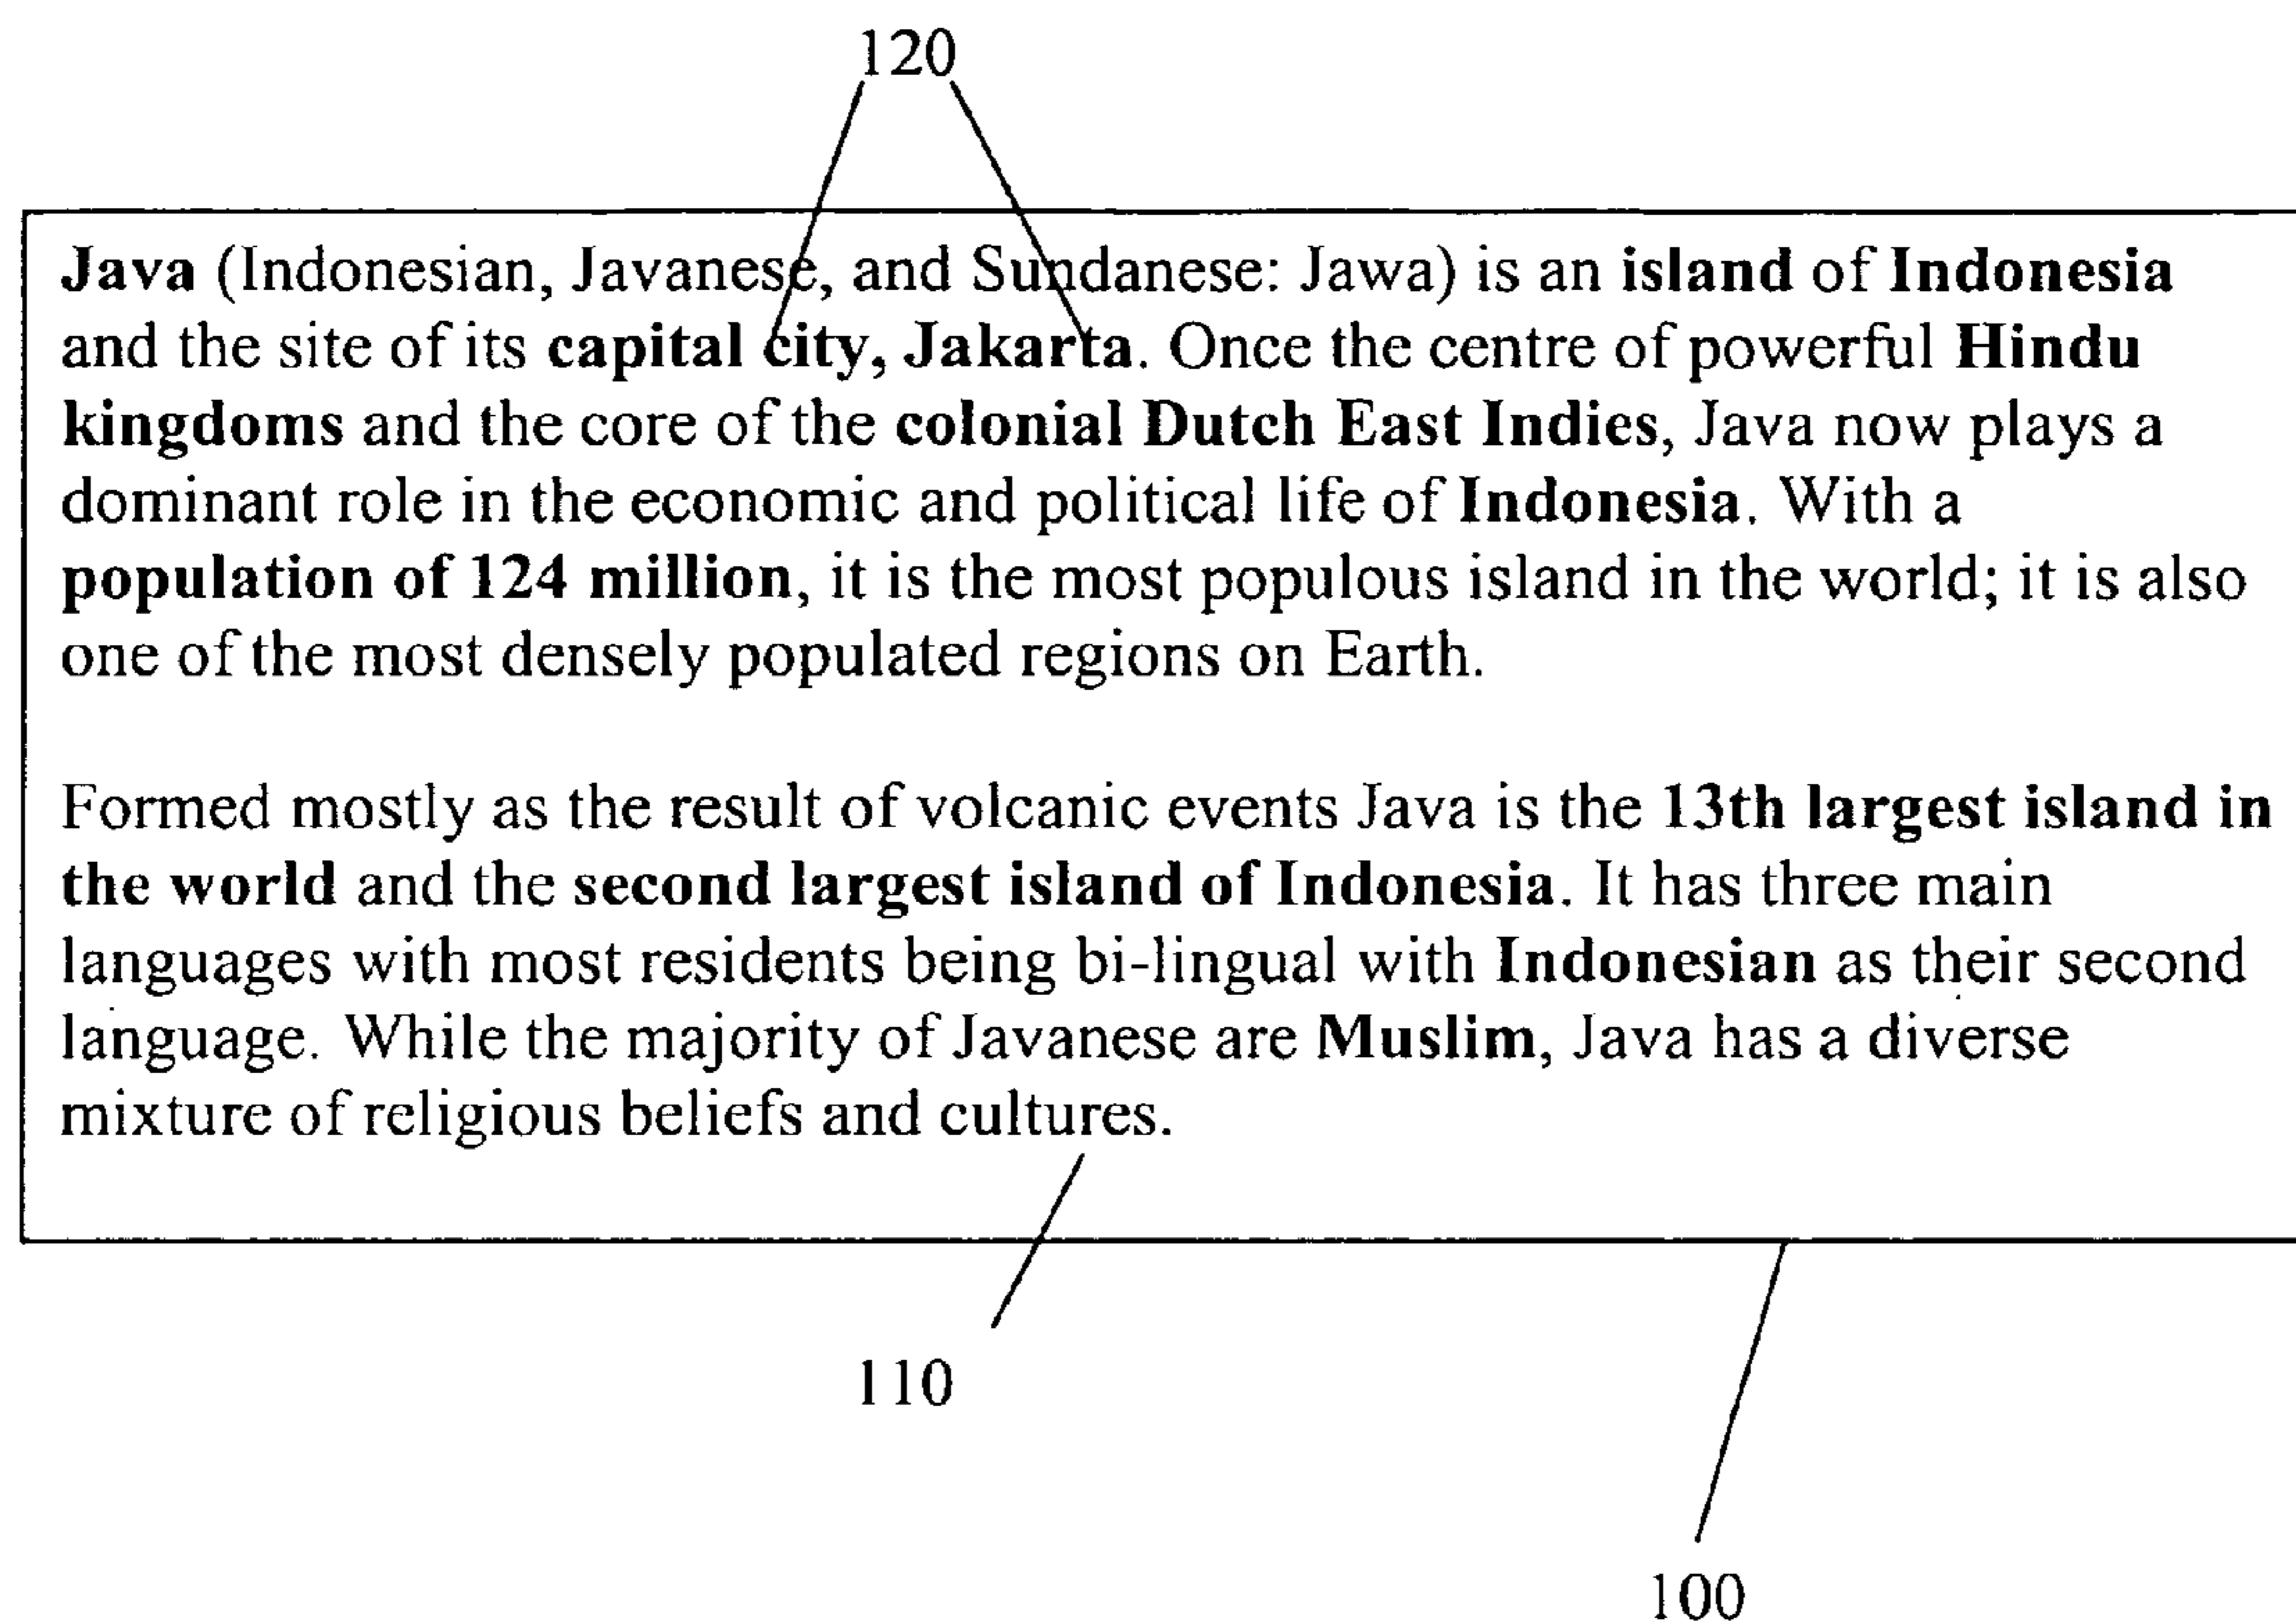 120
Java (Indonesian, Javanese, and Sundanese: Jawa) is an island of Indonesia
and the site of its capital city, Jakarta. Once the centre of powerful Hindu
kingdoms and the core of the colonial Dutch East Indies, Java now plays a
dominant role in the economic and political life of Indonesia. With a
population of 124 million, it is the most populous island in the world; it is also
one of the most densely populated regions on Earth.
Formed mostly as the result of volcanic events Java is the 13th largest island in
the world and the second largest island of Indonesia. It has three main
languages with most residents being bi-lingual with Indonesian as their second
language. While the majority of Javanese are Muslim, Java has a diverse
mixture of religious beliefs and cultures.
110
100